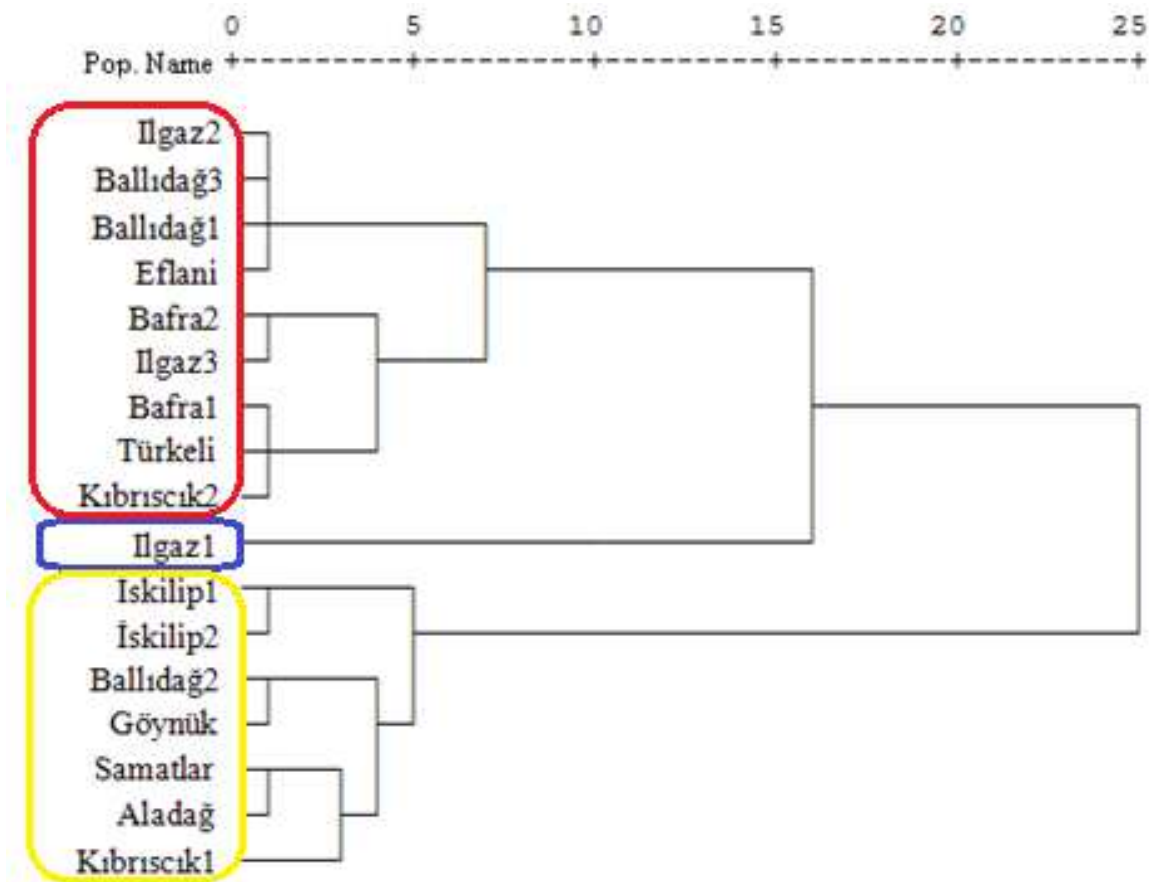 0 5 10 15 20 25
Pop. Name
Ilgaz2
Ballıdağ3
Ballıdağ1
Eflani
Bafra2
Ilgaz3
Bafra1
Türkeli
Kıbrıscık2
Ilgaz1
Iskilip1
İskilip2
Ballıdağ2
Göynük
Samatlar
Aladağ
Kıbrıscık1